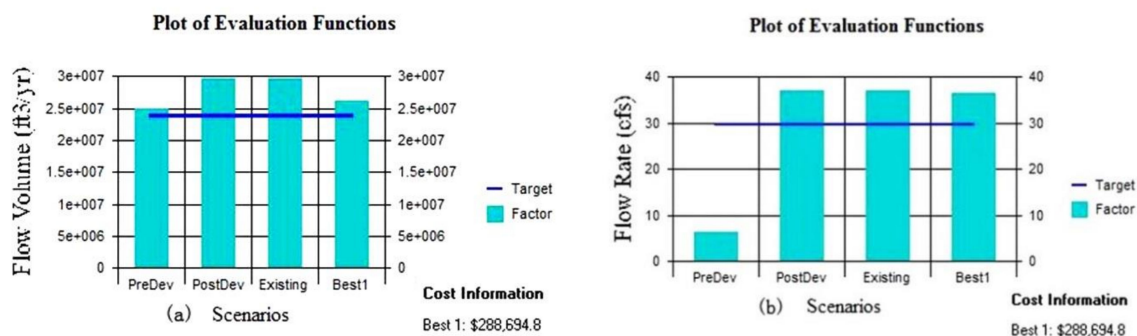 Plot of Evaluation Functions
Flow Volume (ft3/yr)
3e+007
2.5e+007
2e+007
1.5e+007
1e+007
5e+006
0
3e+007
2.5e+007
2e+007
1.5e+007
1e+007
5e+006
0
PreDev PostDev Existing Best1
(a) Scenarios
Target
Factor
Cost Information
Best 1: $288,694.8
Plot of Evaluation Functions
Flow Rate (cfs)
40
30
20
10
0
40
30
20
10
0
PreDev PostDev Existing Best1
(b) Scenarios
Target
Factor
Cost Information
Best 1: $288,694.8